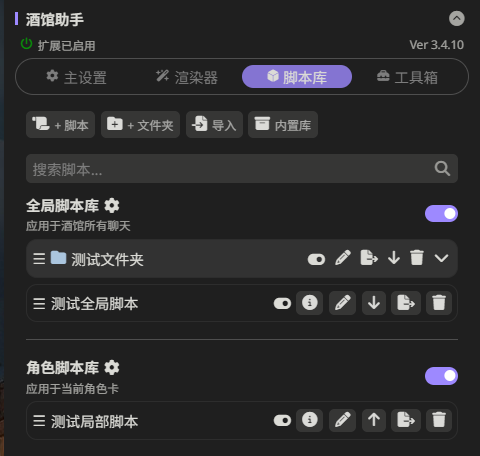 酒馆助手
扩展已启用 Ver 3.4.10
主设置 渲染器 脚本库 工具箱
+ 脚本 + 文件夹 导入 内置库
搜索脚本...
全局脚本库
应用于酒馆所有聊天
测试文件夹
测试全局脚本
角色脚本库
应用于当前角色卡
测试局部脚本